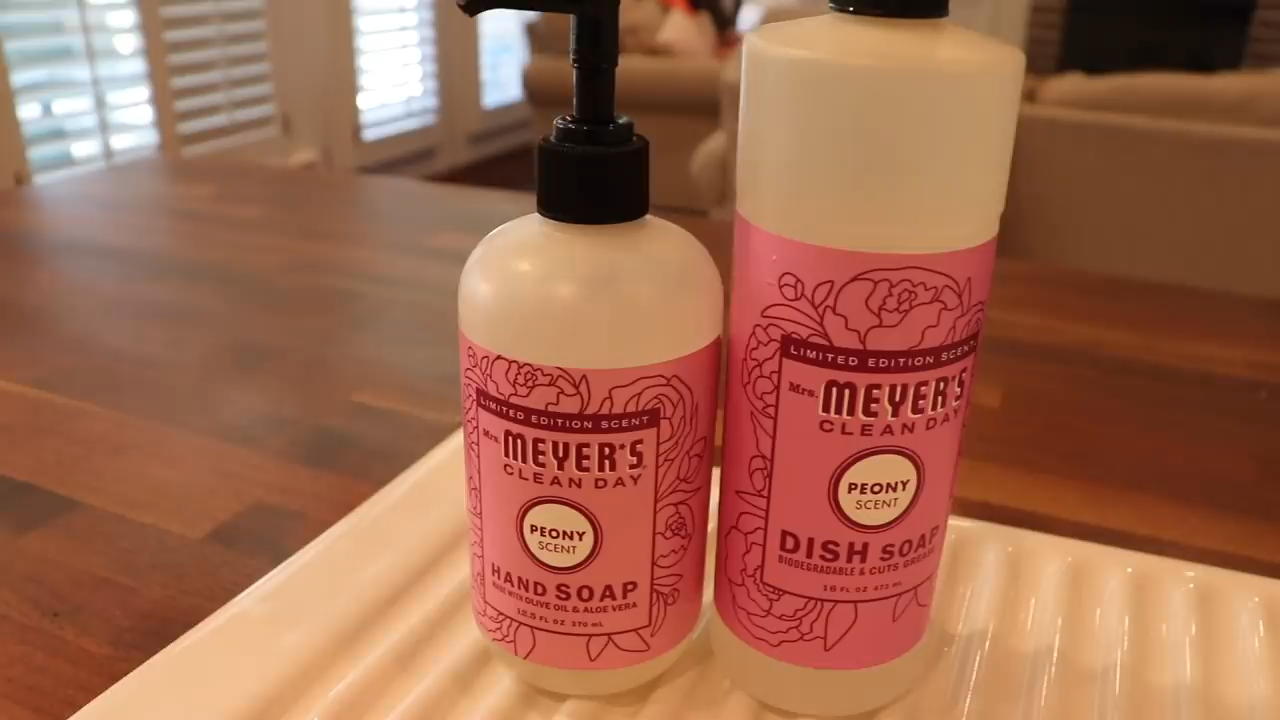 LIMITED EDITION SCENT
Mrs.
MEYER'S
CLEAN DAY
PEONY
SCENT
HAND SOAP
MADE WITH OLIVE OIL & ALOE VERA
12.5 FL OZ 370 mL
LIMITED EDITION SCENT
Mrs.
MEYER'S
CLEAN DAY
PEONY
SCENT
DISH SOAP
BIODEGRADABLE & CUTS GREASE
16 FL OZ 473 mL